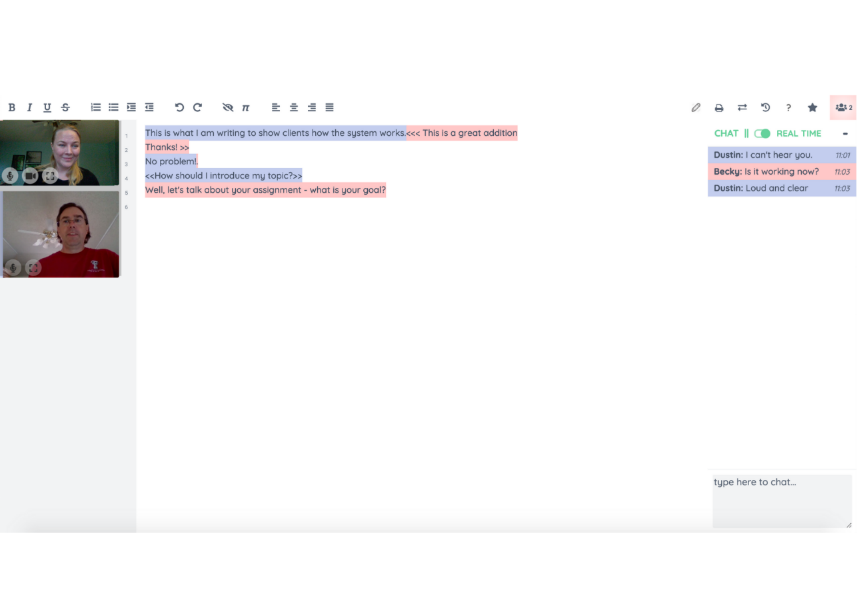 B I U S π ? 2
1 This is what I am writing to show clients how the system works.<<< This is a great addition
2 Thanks! >>
3 No problem!.
4 <<How should I introduce my topic?>>
5 Well, let's talk about your assignment - what is your goal?
6
CHAT || REAL TIME -
Dustin: I can't hear you. 11:01
Becky: Is it working now? 11:03
Dustin: Loud and clear 11:03
type here to chat...